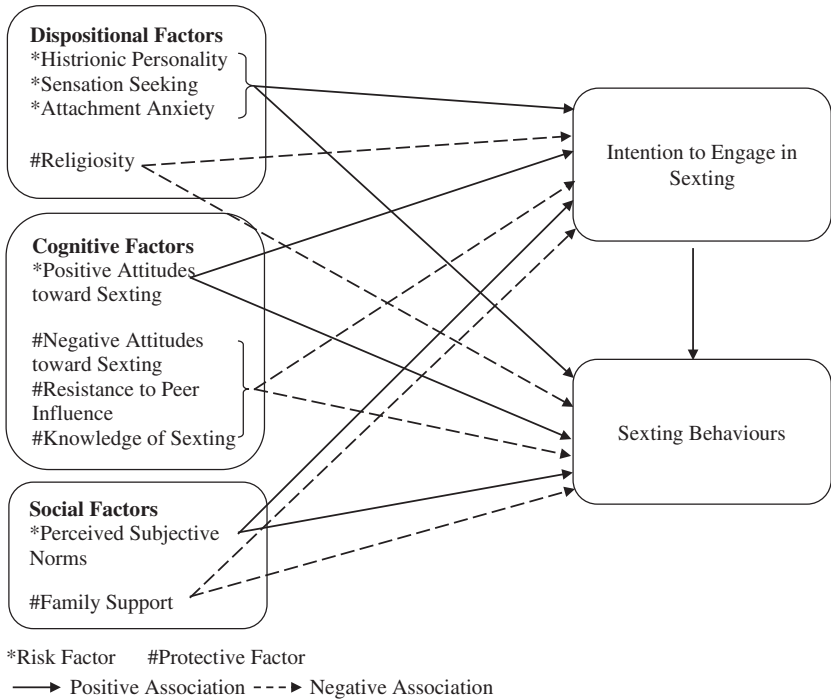 Dispositional Factors
*Histrionic Personality
*Sensation Seeking
*Attachment Anxiety
#Religiosity
Cognitive Factors
*Positive Attitudes
toward Sexting
#Negative Attitudes
toward Sexting
#Resistance to Peer
Influence
#Knowledge of Sexting
Social Factors
*Perceived Subjective
Norms
#Family Support
Intention to Engage in
Sexting
Sexting Behaviours
*Risk Factor #Protective Factor
Positive Association Negative Association